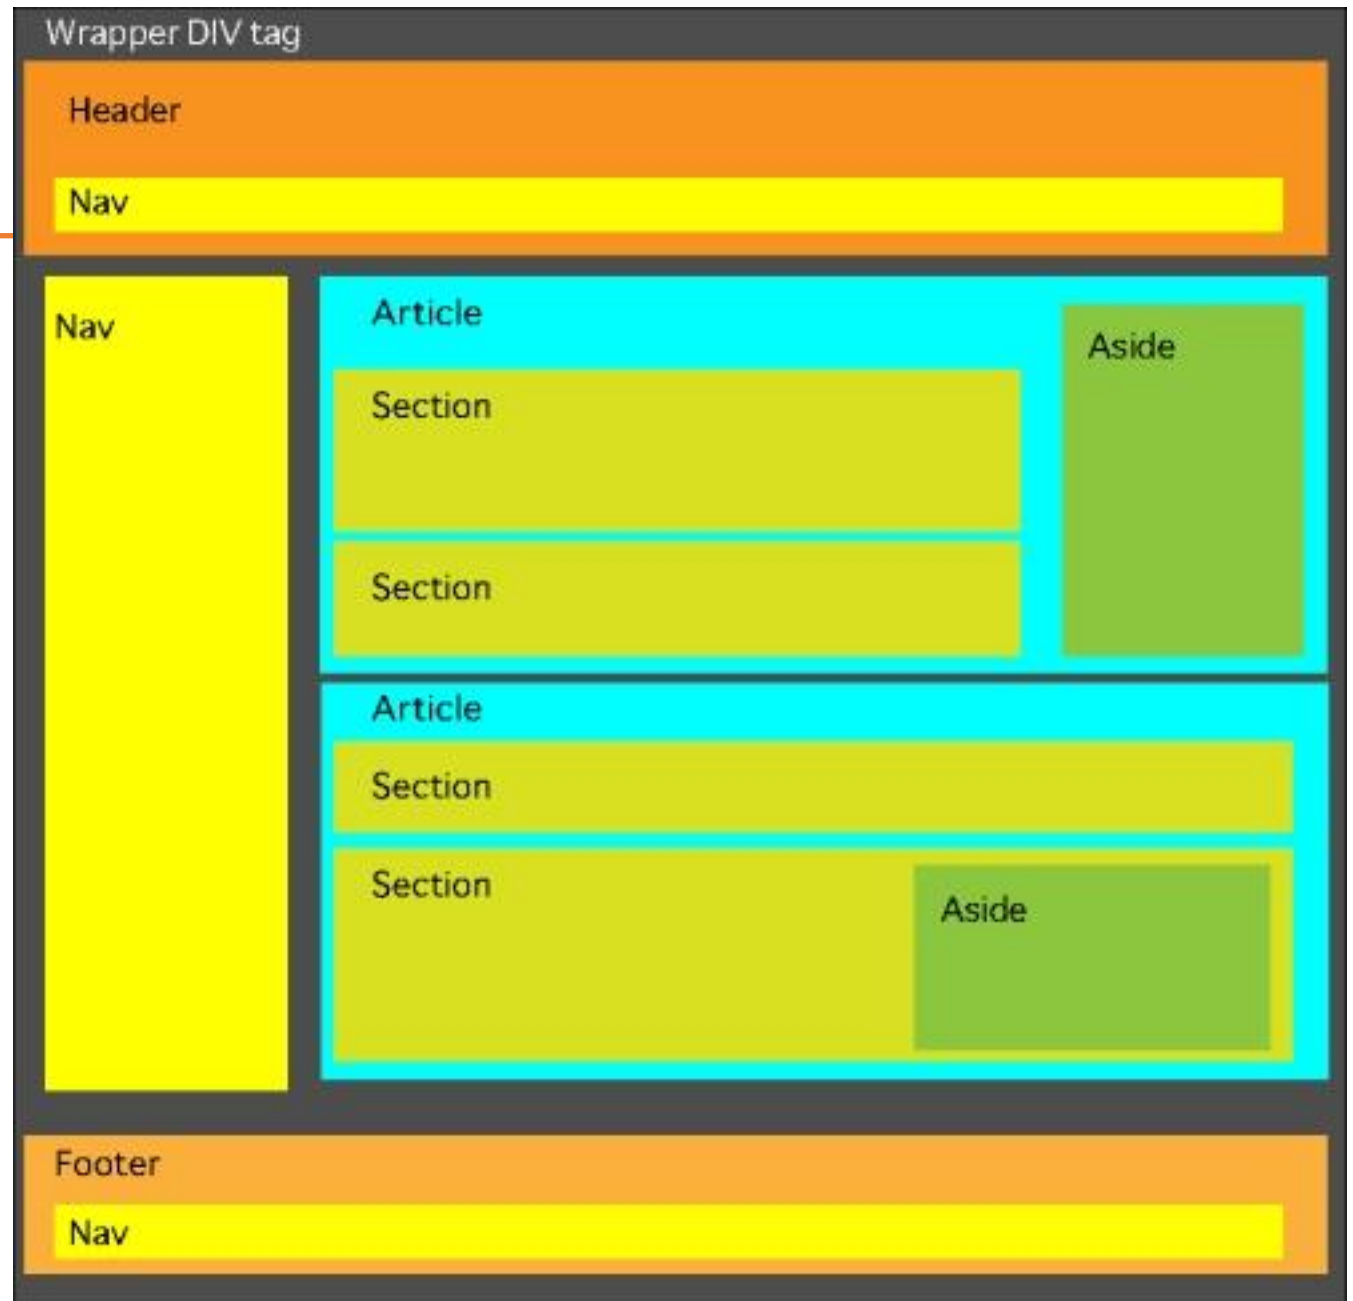 Wrapper DIV tag
Header
Nav
Nav
Article
Aside
Section
Section
Article
Section
Section
Aside
Footer
Nav